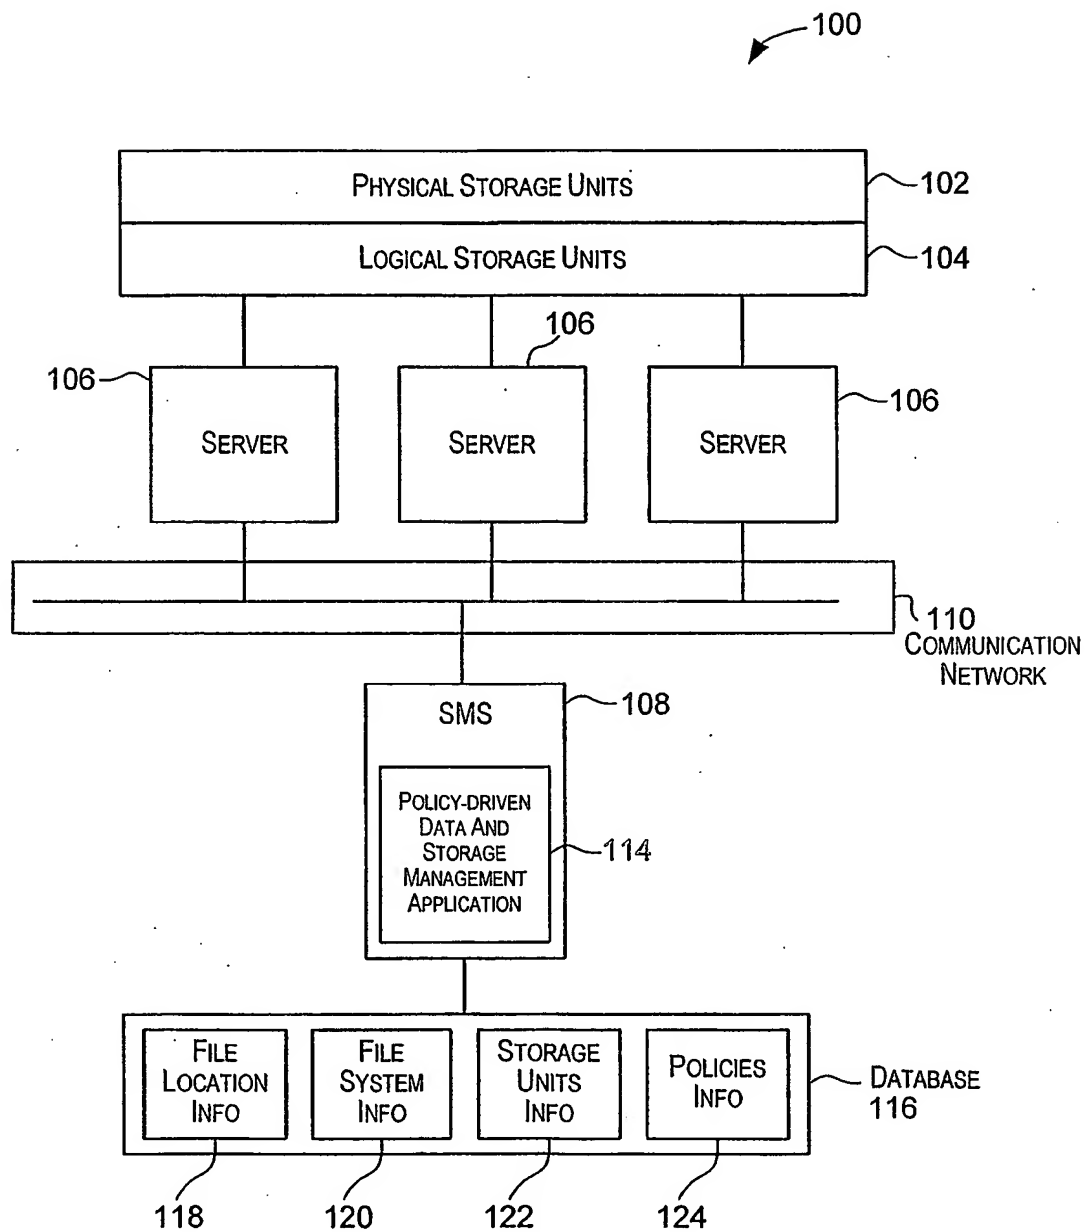 100
PHYSICAL STORAGE UNITS
102
LOGICAL STORAGE UNITS
104
106
106
106
SERVER
SERVER
SERVER
110
COMMUNICATION
NETWORK
SMS
108
POLICY-DRIVEN
DATA AND
STORAGE
MANAGEMENT
APPLICATION
114
FILE
LOCATION
INFO
FILE
SYSTEM
INFO
STORAGE
UNITS
INFO
POLICIES
INFO
DATABASE
116
118
120
122
124